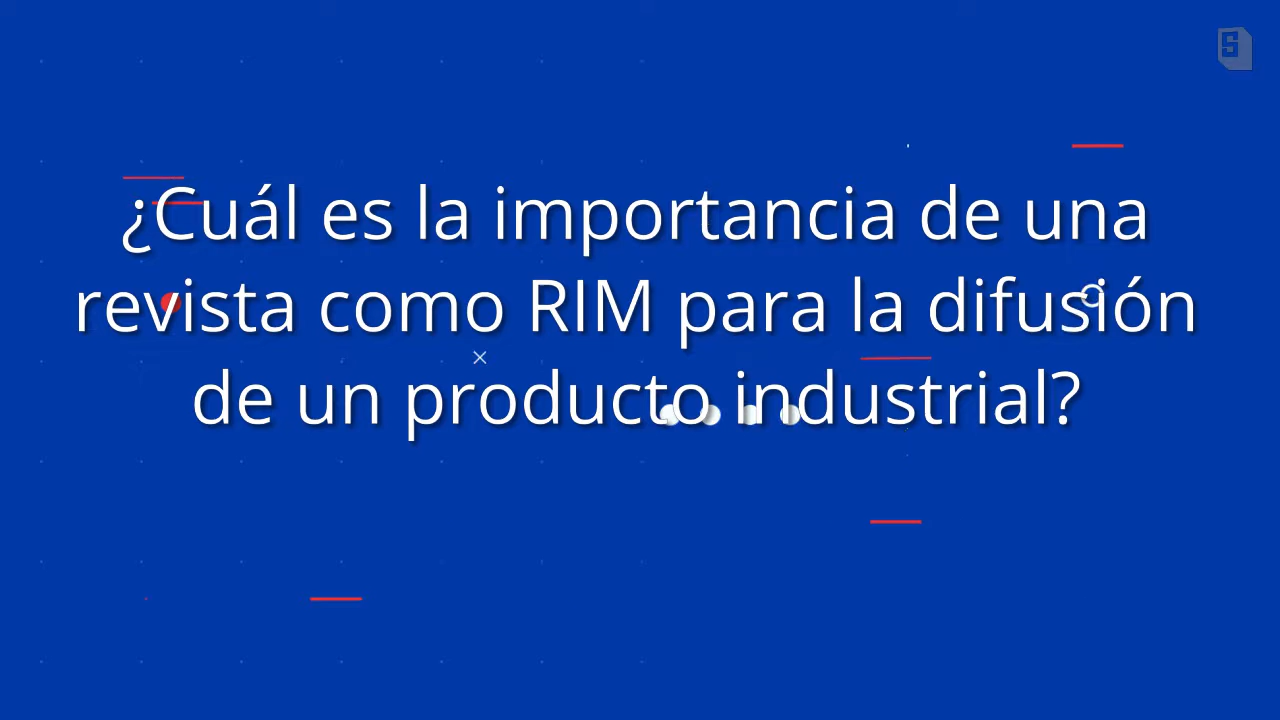 ¿Cuál es la importancia de una
revista como RIM para la difusión
de un producto industrial?